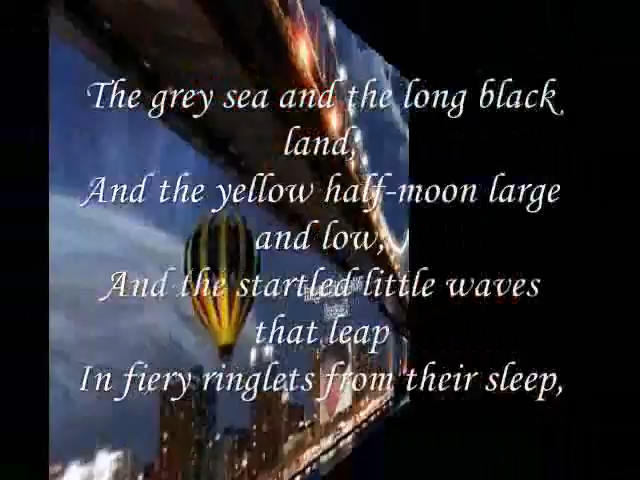 The grey sea and the long black
land,
And the yellow half-moon large
and low,
And the startled little waves
that leap
In fiery ringlets from their sleep,